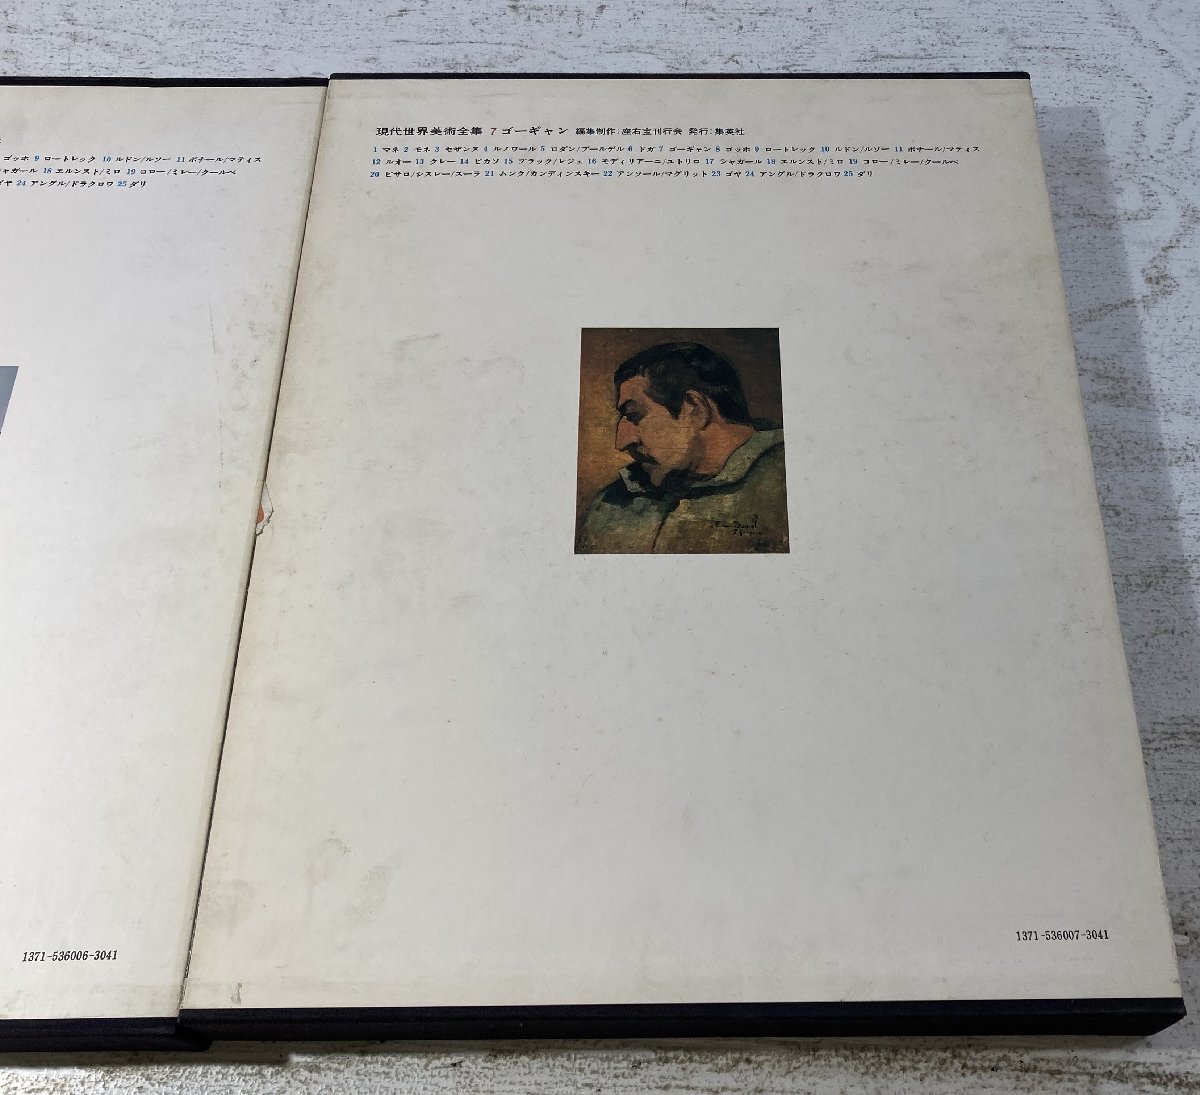 ゴッホ 9 ロートレック 10 ルドン/ルソー 11 ボナール/マティス
シャガール 18 エルンスト/ミロ 19 コロー/ミレー/クールベ
ゴヤ 24 アングル/ドラクロワ 25 ダリ
1371-536006-3041
現代世界美術全集 7 ゴーギャン 編集制作:座右宝刊行会 発行:集英社
1 マネ 2 モネ 3 セザンヌ 4 ルノワール 5 ロダン/ブールデル 6 ドガ 7 ゴーギャン 8 ゴッホ 9 ロートレック 10 ルドン/ルソー 11 ボナール/マティス
12 ルオー 13 クレー 14 ピカソ 15 ブラック/レジェ 16 モディリアーニ/ユトリロ 17 シャガール 18 エルンスト/ミロ 19 コロー/ミレー/クールベ
20 ピサロ/シスレー/スーラ 21 ムンク/カンディンスキー 22 アンソール/マグリット 23 ゴヤ 24 アングル/ドラクロワ 25 ダリ
1371-536007-3041